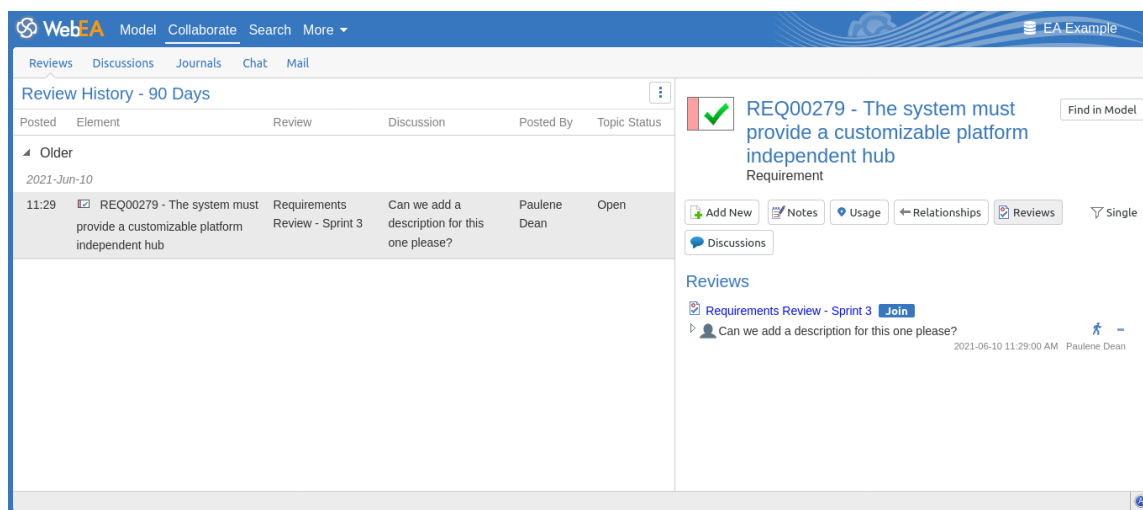 WebEA Model Collaborate Search More EA Example
Reviews Discussions Journals Chat Mail
Review History - 90 Days
Posted Element Review Discussion Posted By Topic Status
Older
2021-Jun-10
11:29 REQ00279 - The system must Requirements Can we add a Paulene Open
provide a customizable platform Review - Sprint 3 description for this Dean
independent hub one please?
REQ00279 - The system must Find in Model
provide a customizable platform
independent hub
Requirement
Add New Notes Usage Relationships Reviews Single
Discussions
Reviews
Requirements Review - Sprint 3 Join
Can we add a description for this one please?
2021-06-10 11:29:00 AM Paulene Dean